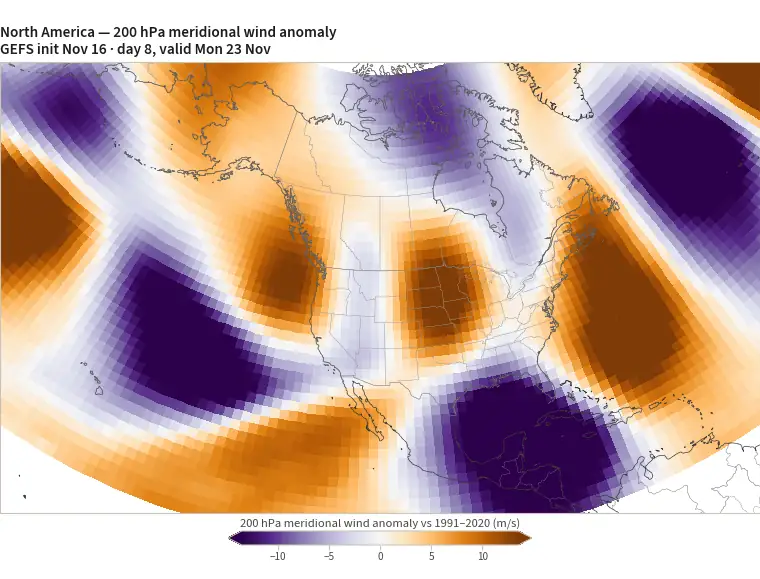 North America — 200 hPa meridional wind anomaly
GEFS init Nov 16 · day 8, valid Mon 23 Nov
200 hPa meridional wind anomaly vs 1991–2020 (m/s)
−10 −5 0 5 10